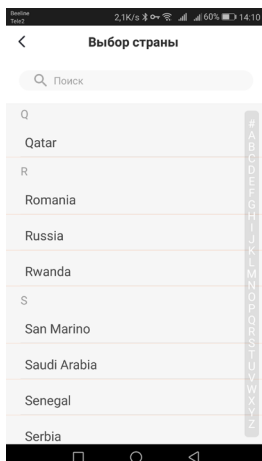 Beeline
Tele2
2,1K/s 60% 14:10
Выбор страны
Поиск
Q
Qatar
R
Romania
Russia
Rwanda
S
San Marino
Saudi Arabia
Senegal
Serbia
#
A
B
C
D
E
F
G
H
I
J
K
L
M
N
O
P
Q
R
S
T
U
V
W
X
Y
Z